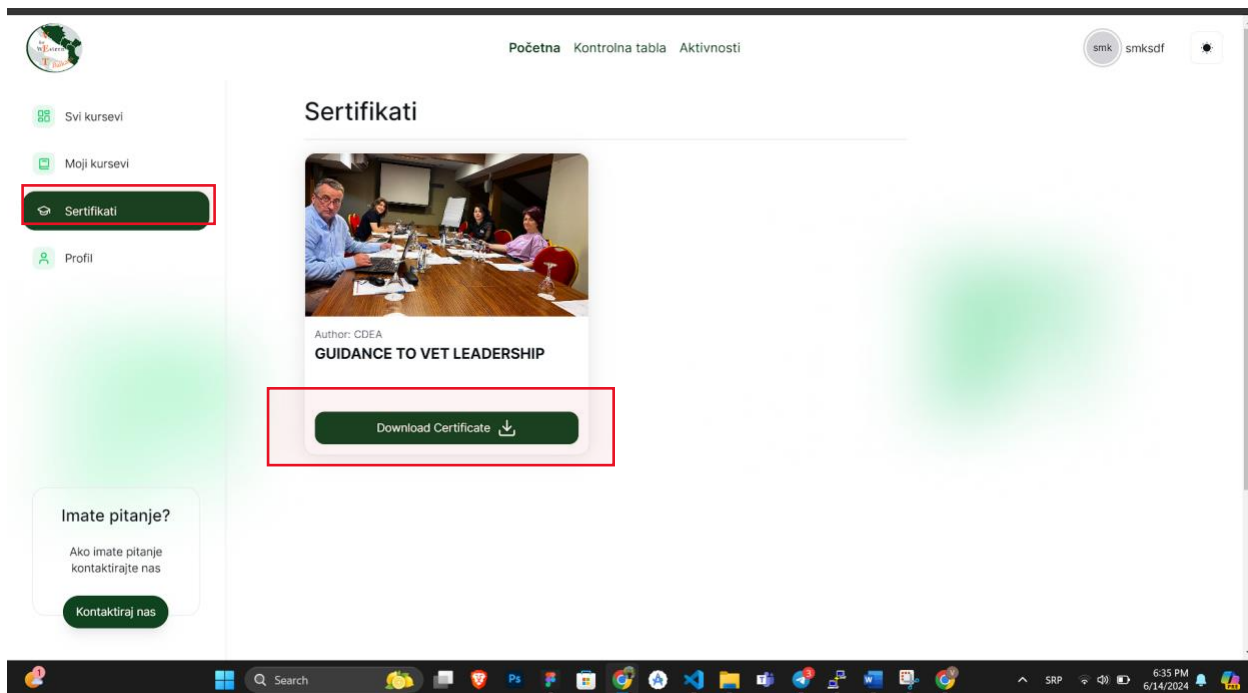 Početna Kontrolna tabla Aktivnosti
smk smksdf
Svi kursevi
Moji kursevi
Sertifikati
Profil
Sertifikati
Author: CDEA
GUIDANCE TO VET LEADERSHIP
Download Certificate
Imate pitanje?
Ako imate pitanje
kontaktirajte nas
Kontaktiraj nas
1
Search
Ps
SRP
6:35 PM
6/14/2024